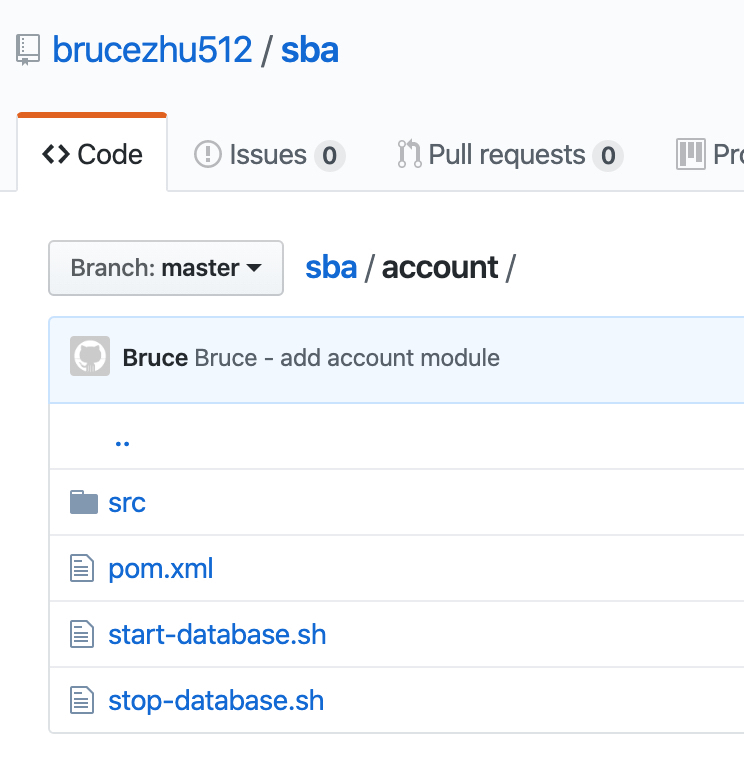 brucezhu512 / sba
Code Issues 0 Pull requests 0
Branch: master sba / account /
Bruce Bruce - add account module
..
src
pom.xml
start-database.sh
stop-database.sh